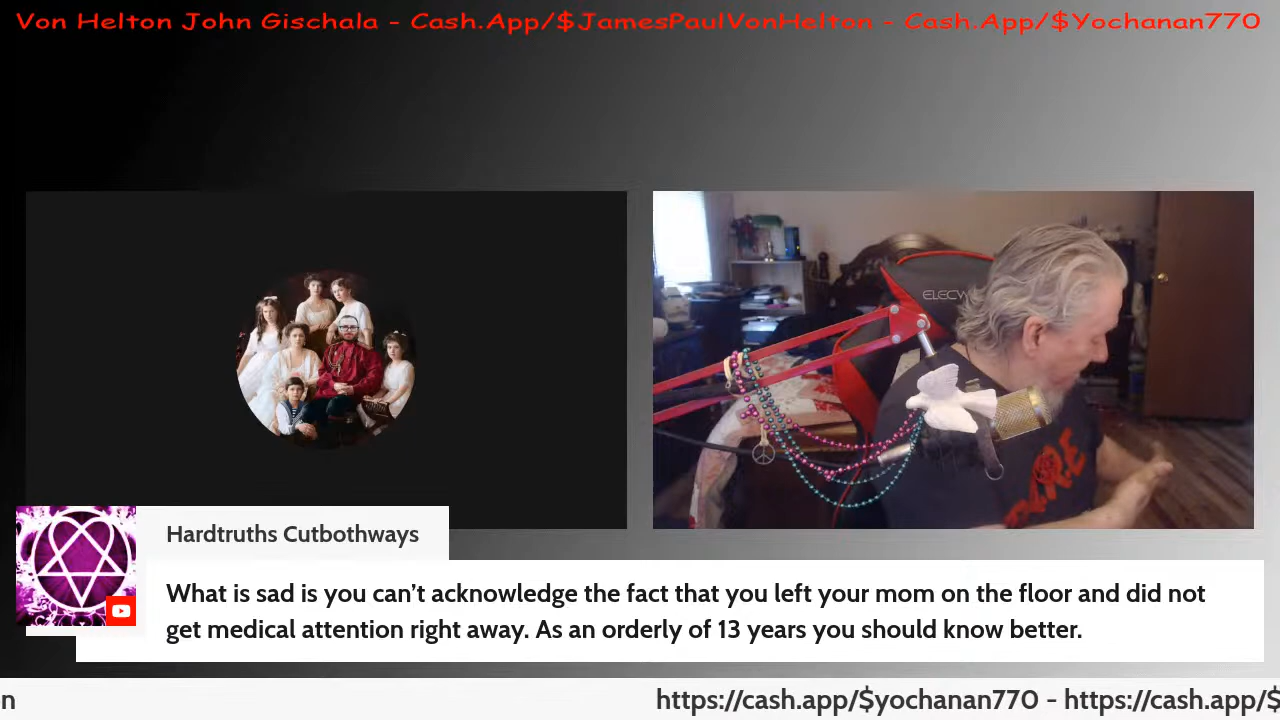 Von Helton John Gischala - Cash.App/$JamesPaulVonHelton - Cash.App/$Yochanan770
ELECW
Hardtruths Cutbothways
What is sad is you can't acknowledge the fact that you left your mom on the floor and did not
get medical attention right away. As an orderly of 13 years you should know better.
n https://cash.app/$yochanan770 - https://cash.app/$